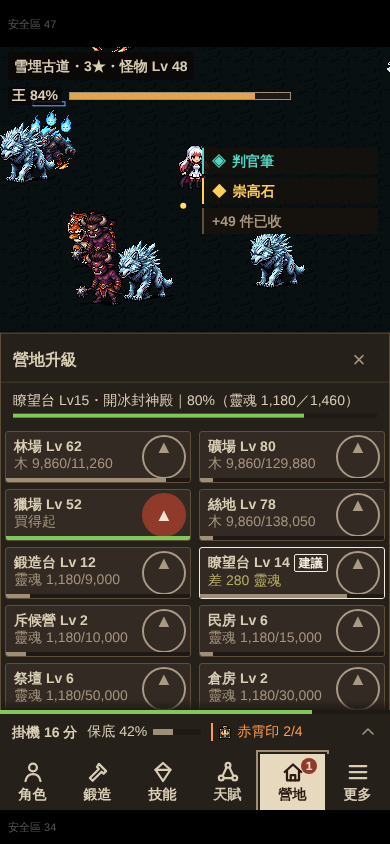 安全區 47
雪埋古道・3★・怪物 Lv 48
王 84%
判官筆
崇高石
+49 件已收
營地升級
瞭望台 Lv15・開冰封神殿｜80%（靈魂 1,180／1,460）
林場 Lv 62
木 9,860/11,260
礦場 Lv 80
木 9,860/129,880
獵場 Lv 52
買得起
絲地 Lv 78
木 9,860/138,050
鍛造台 Lv 12
靈魂 1,180/9,000
瞭望台 Lv 14 建議
差 280 靈魂
斥候營 Lv 2
靈魂 1,180/10,000
民房 Lv 6
靈魂 1,180/15,000
祭壇 Lv 6
靈魂 1,180/50,000
倉房 Lv 2
靈魂 1,180/30,000
掛機 16 分 保底 42% 赤霄印 2/4
角色 鍛造 技能 天賦 營地 1 更多
安全區 34